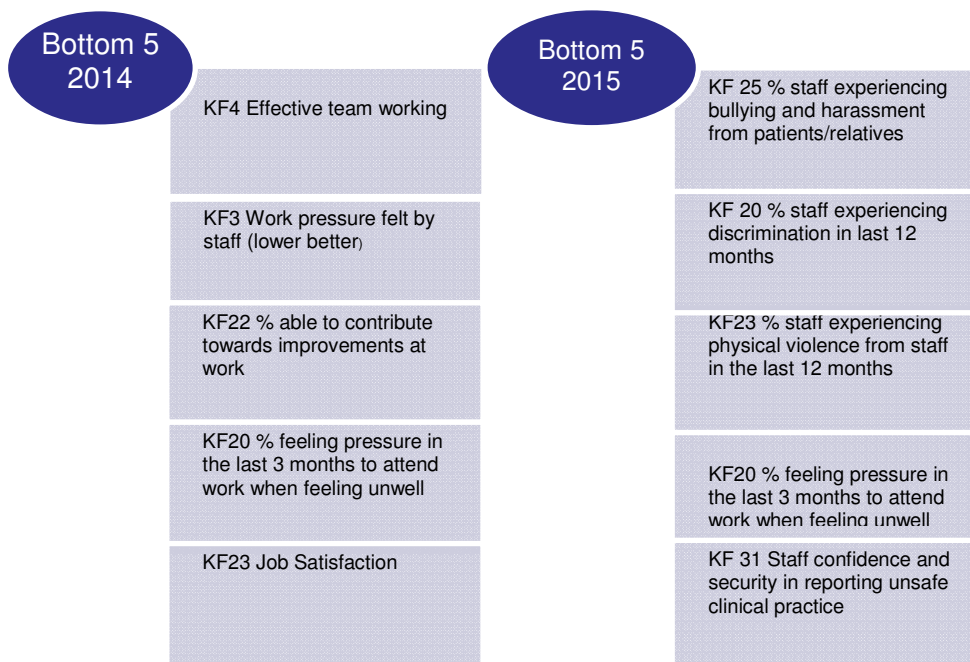 Bottom 5
2014
KF4 Effective team working
KF3 Work pressure felt by
staff (lower better)
KF22 % able to contribute
towards improvements at
work
KF20 % feeling pressure in
the last 3 months to attend
work when feeling unwell
KF23 Job Satisfaction
Bottom 5
2015
KF 25 % staff experiencing
bullying and harassment
from patients/relatives
KF 20 % staff experiencing
discrimination in last 12
months
KF23 % staff experiencing
physical violence from staff
in the last 12 months
KF20 % feeling pressure in
the last 3 months to attend
work when feeling unwell
KF 31 Staff confidence and
security in reporting unsafe
clinical practice